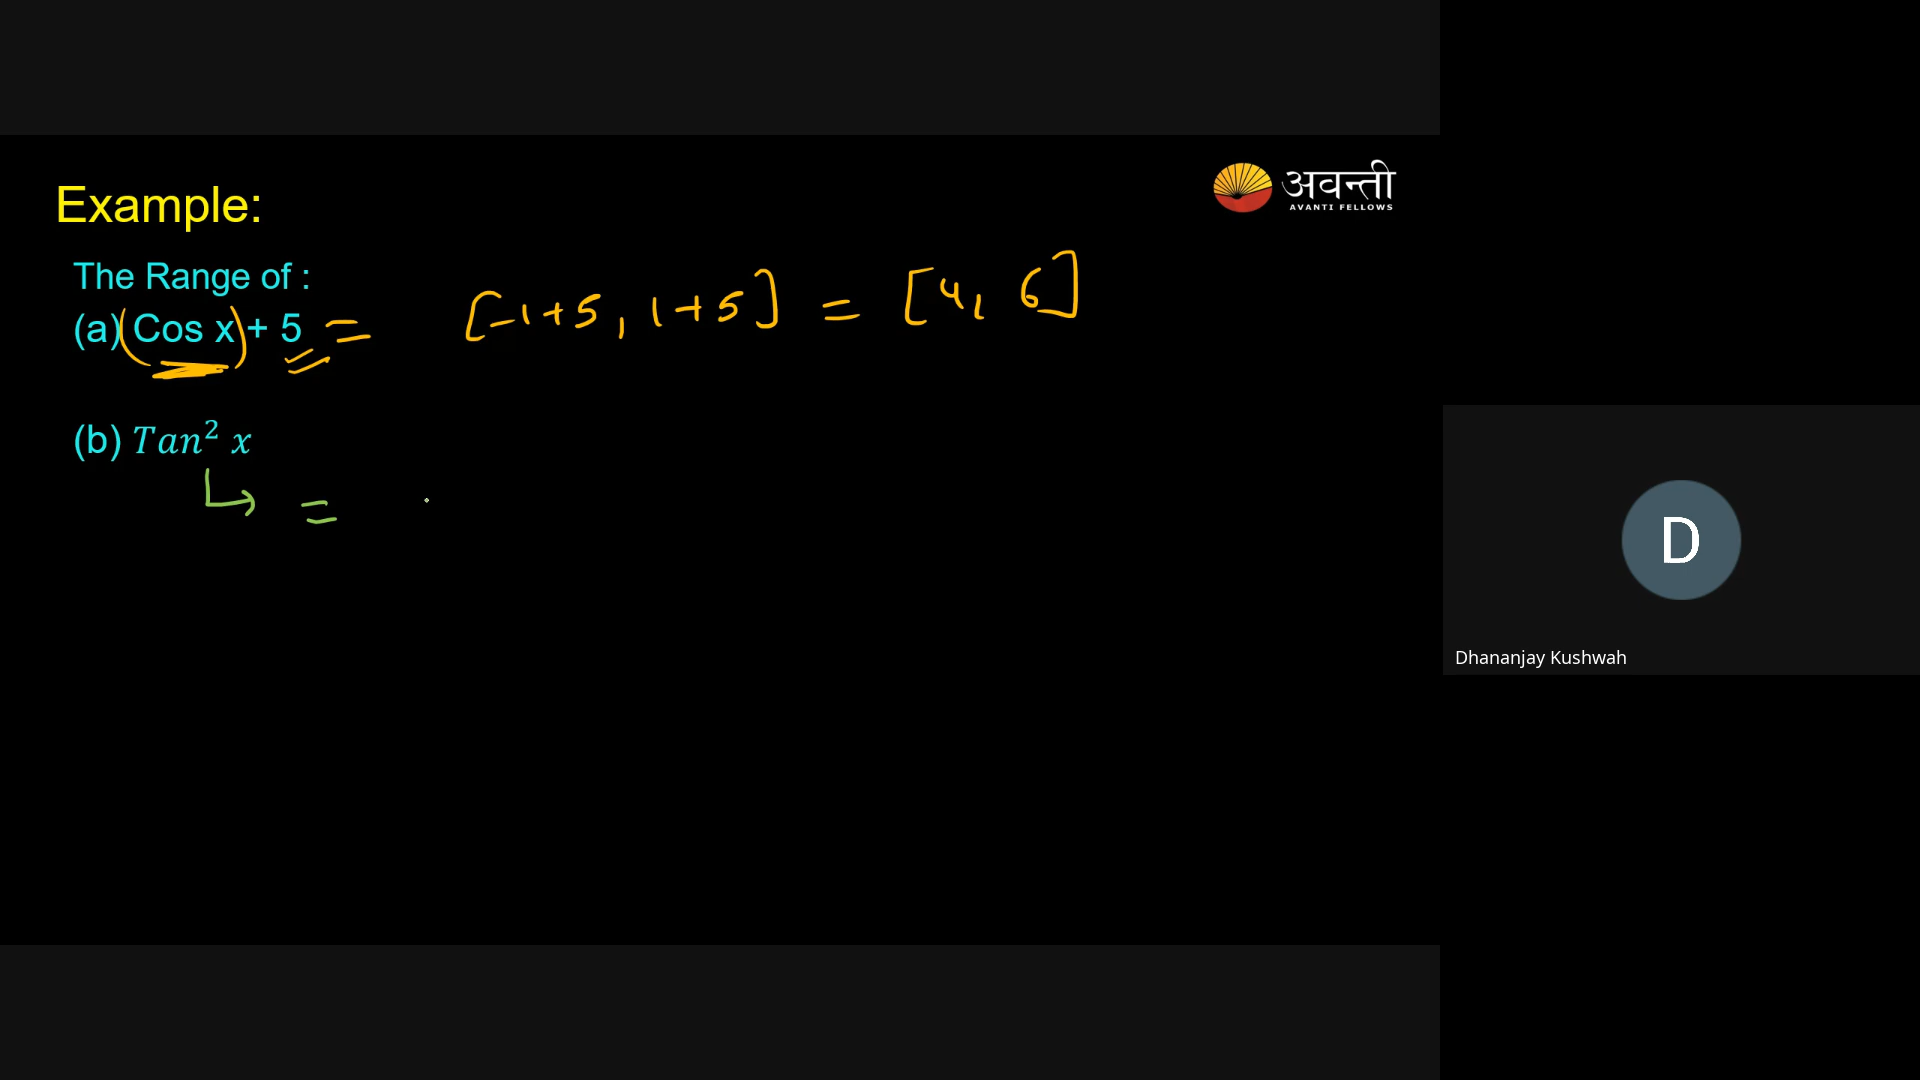 Example:
अवन्ती
AVANTI FELLOWS
The Range of :
(a) (Cos x) + 5 = [-1+5, 1+5] = [4, 6]
(b) Tan² x
↳ =
D
Dhananjay Kushwah